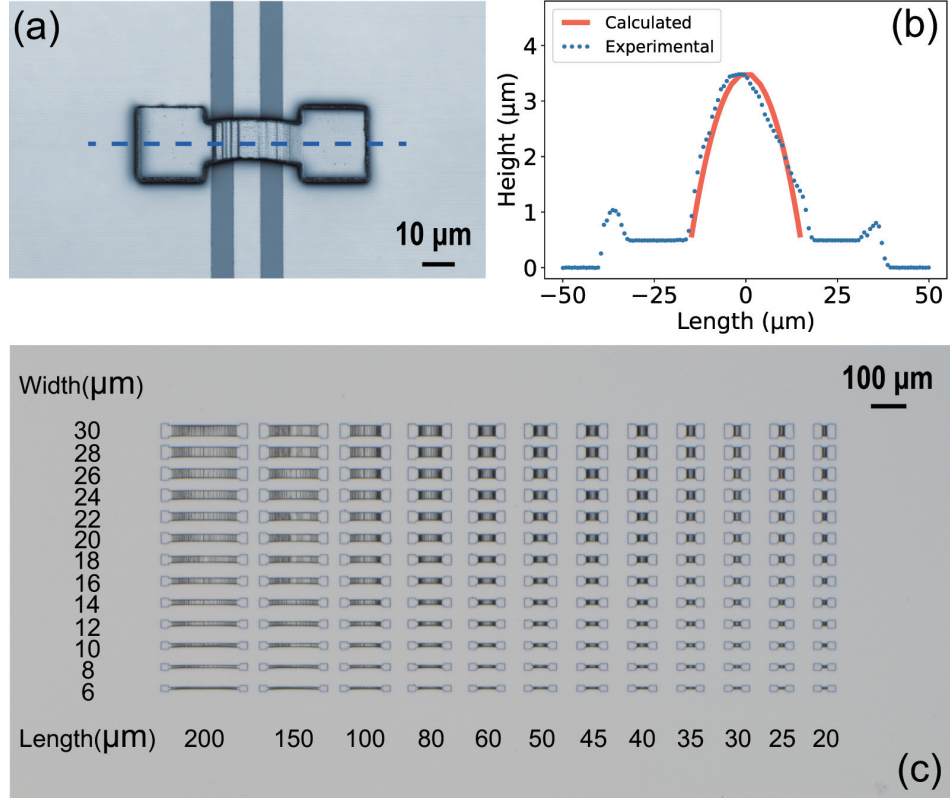 (a)
10 μm
(b)
Calculated
Experimental
Height (μm)
4
3
2
1
0
−50 −25 0 25 50
Length (μm)
Width(μm)
100 μm
30
28
26
24
22
20
18
16
14
12
10
8
6
Length(μm) 200 150 100 80 60 50 45 40 35 30 25 20
(c)